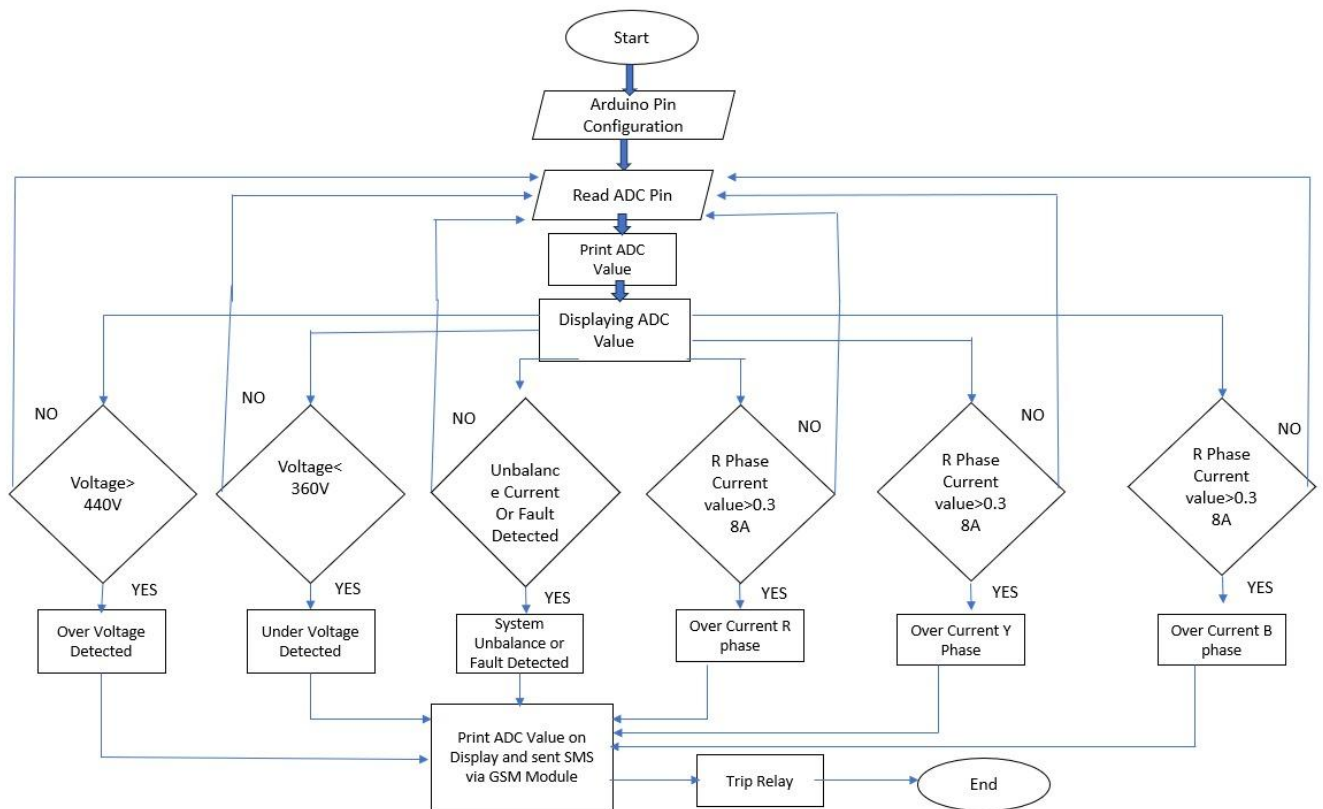 Start
Arduino Pin
Configuration
Read ADC Pin
Print ADC
Value
Displaying ADC
Value
NO
Voltage>
440V
YES
Over Voltage
Detected
NO
Voltage<
360V
YES
Under Voltage
Detected
NO
Unbalanc
e Current
Or Fault
Detected
YES
System
Unbalance or
Fault Detected
NO
R Phase
Current
value>0.3
8A
YES
Over Current R
phase
NO
R Phase
Current
value>0.3
8A
YES
Over Current Y
Phase
NO
R Phase
Current
value>0.3
8A
YES
Over Current B
phase
Print ADC Value on
Display and sent SMS
via GSM Module
Trip Relay
End